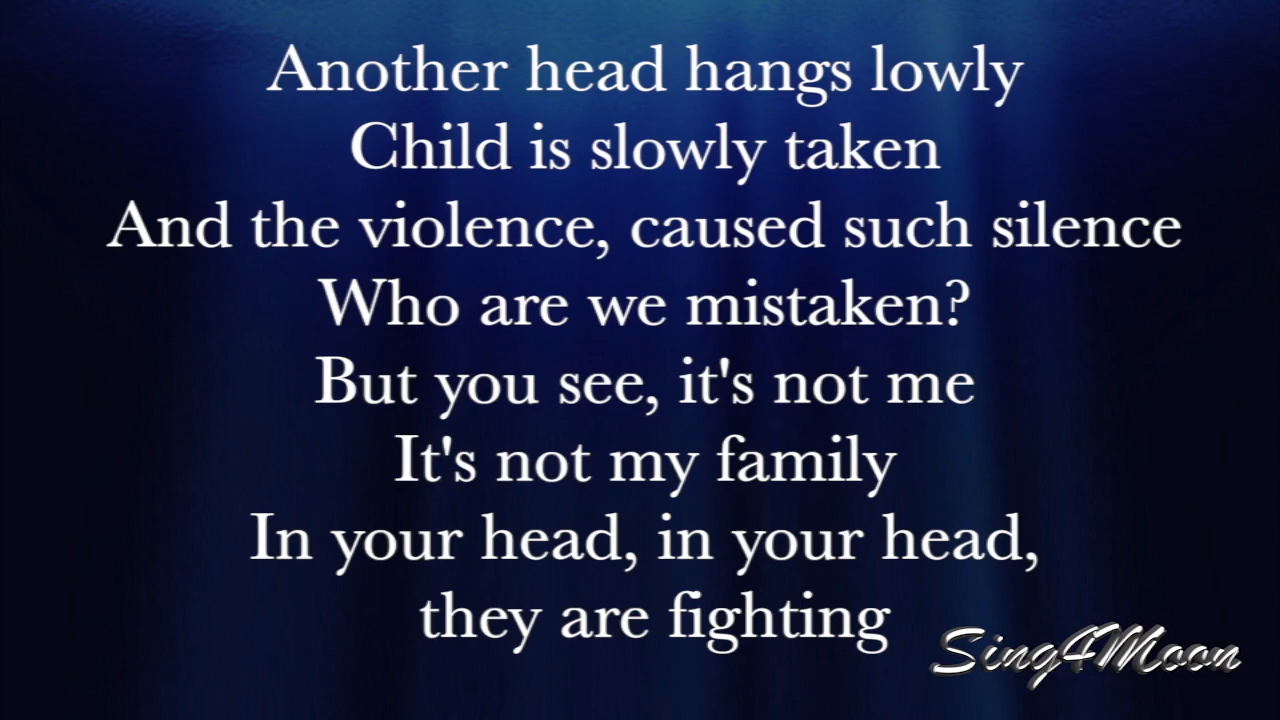 Another head hangs lowly
Child is slowly taken
And the violence, caused such silence
Who are we mistaken?
But you see, it's not me
It's not my family
In your head, in your head,
they are fighting
Sing4Moon